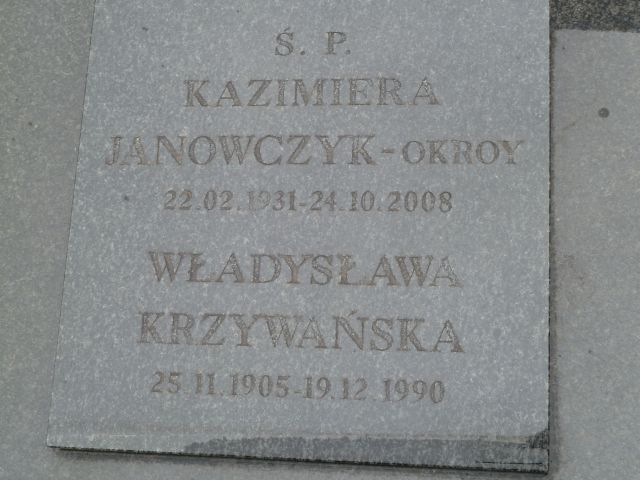 Ś. P.
KAZIMIERA
JANOWCZYK-OKROY
22.02.1931-24.10.2008
WŁADYSŁAWA
KRZYWAŃSKA
25.11.1905-19.12.1990